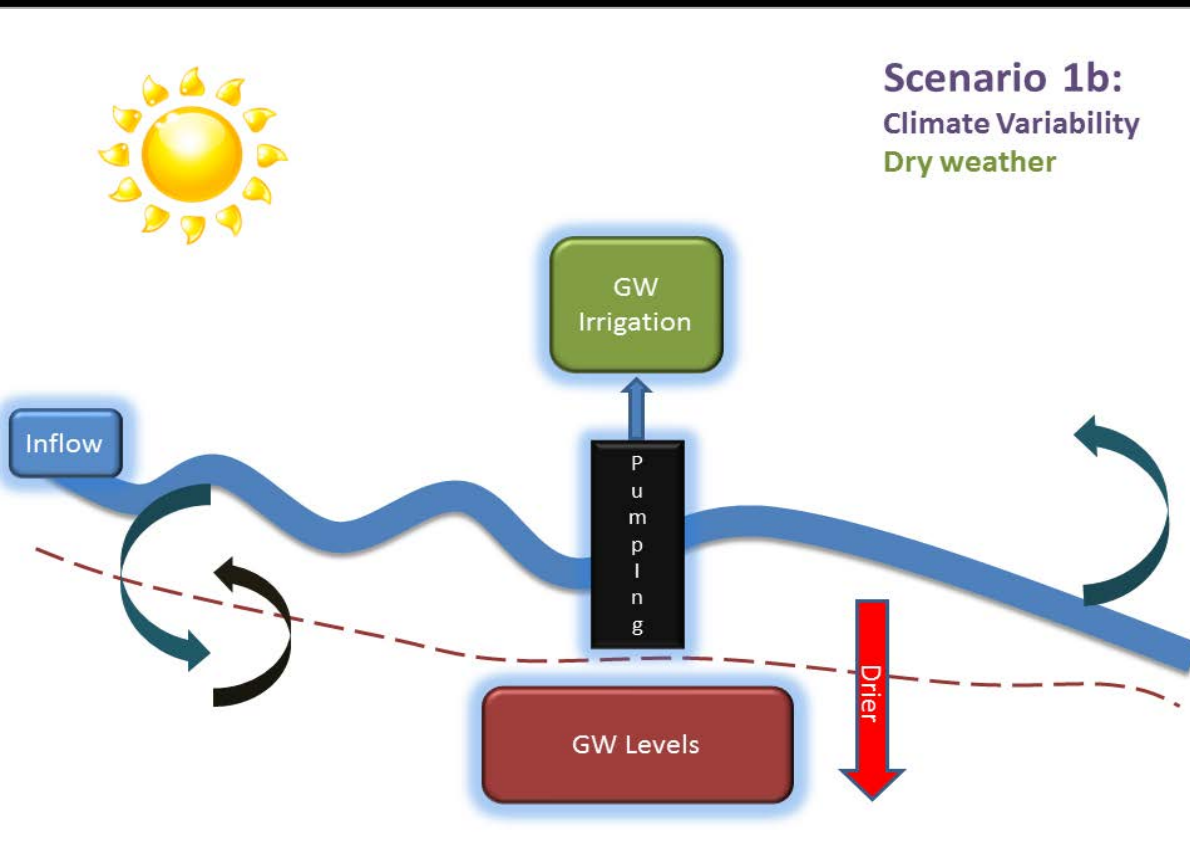 Scenario 1b:
Climate Variability
Dry weather
GW
Irrigation
Inflow
P
u
m
p
I
n
g
Drier
GW Levels